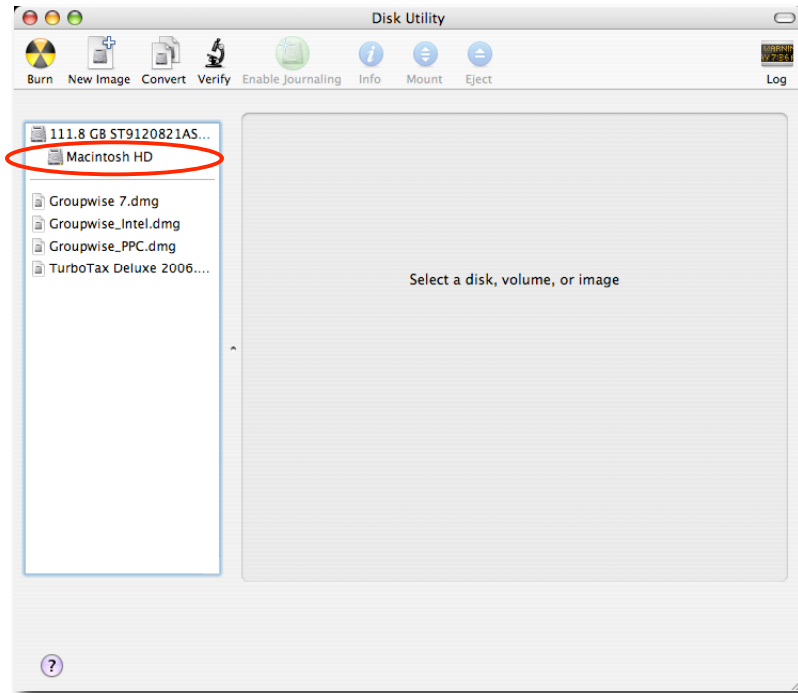 Disk Utility
Burn New Image Convert Verify Enable Journaling Info Mount Eject Log
111.8 GB ST9120821AS...
Macintosh HD
Groupwise 7.dmg
Groupwise_Intel.dmg
Groupwise_PPC.dmg
TurboTax Deluxe 2006....
Select a disk, volume, or image
?